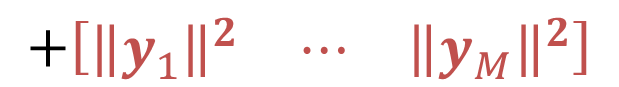 +[‖𝒚₁‖² ⋯ ‖𝒚_M‖²]